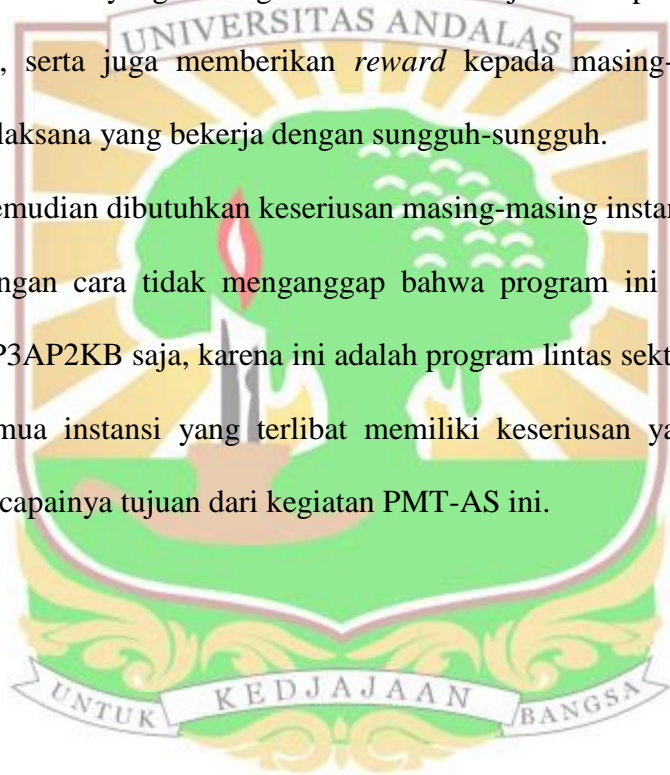 UNIVERSITAS ANDALAS
, serta juga memberikan reward kepada masing-
laksana yang bekerja dengan sungguh-sungguh.
emudian dibutuhkan keseriusan masing-masing instan
ngan cara tidak menganggap bahwa program ini
P3AP2KB saja, karena ini adalah program lintas sekt
mua instansi yang terlibat memiliki keseriusan ya
capainya tujuan dari kegiatan PMT-AS ini.
UNTUK KEDJAJAAN BANGSA